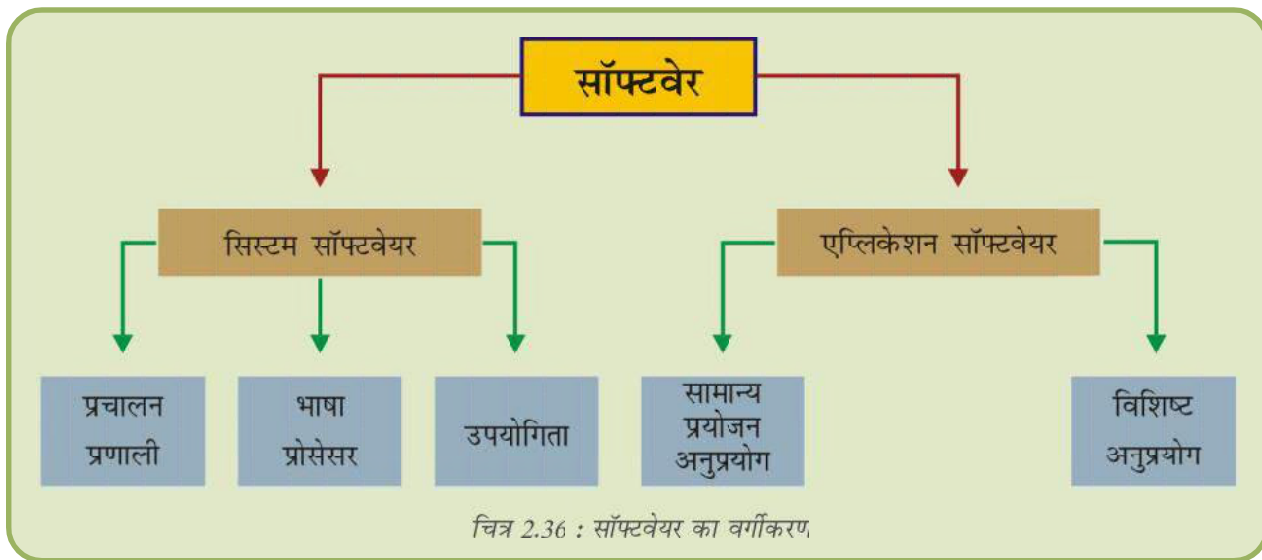 सॉफ्टवेर
सिस्टम सॉफ्टवेयर
एप्लिकेशन सॉफ्टवेयर
प्रचालन
प्रणाली
भाषा
प्रोसेसर
उपयोगिता
सामान्य
प्रयोजन
अनुप्रयोग
विशिष्ट
अनुप्रयोग
चित्र 2.36 : सॉफ्टवेयर का वर्गीकरण